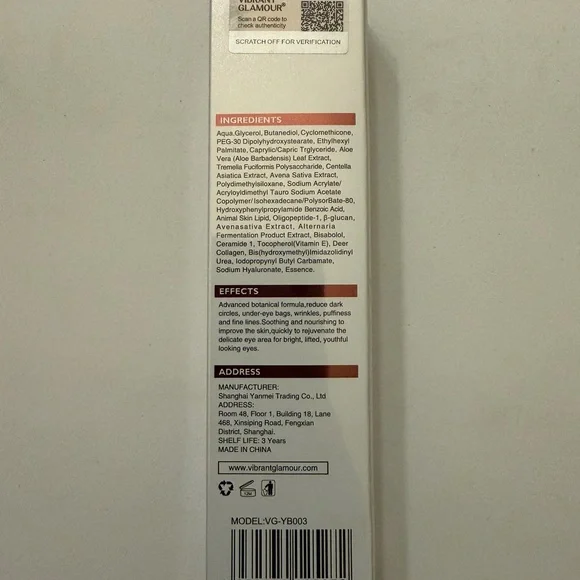 VIBRANT
GLAMOUR®
Scan a QR code to
check authenticity
SCRATCH OFF FOR VERIFICATION
INGREDIENTS
Aqua,Glycerol, Butanediol, Cyclomethicone,
PEG-30 Dipolyhydroxystearate, Ethylhexyl
Palmitate, Caprylic/Capric Trglyceride, Aloe
Vera (Aloe Barbadensis) Leaf Extract,
Tremella Fuciformis Polysaccharide, Centella
Asiatica Extract, Avena Sativa Extract,
Polydimethylsiloxane, Sodium Acrylate/
Acryloyldimethyl Tauro Sodium Acetate
Copolymer/Isohexadecane/PolysorBate-80,
Hydroxyphenylpropylamide Benzoic Acid,
Animal Skin Lipid, Oligopeptide-1, β-glucan,
Avenasativa Extract, Alternaria
Fermentation Product Extract, Bisabolol,
Ceramide 1, Tocopherol(Vitamin E), Deer
Collagen, Bis(hydroxymethyl)Imidazolidinyl
Urea, Iodopropynyl Butyl Carbamate,
Sodium Hyaluronate, Essence.
EFFECTS
Advanced botanical formula,reduce dark
circles, under-eye bags, wrinkles, puffiness
and fine lines.Soothing and nourishing to
improve the skin,quickly to rejuvenate the
delicate eye area for bright, lifted, youthful
looking eyes.
ADDRESS
MANUFACTURER:
Shanghai Yanmei Trading Co., Ltd
ADDRESS:
Room 48, Floor 1, Building 18, Lane
468, Xinsiping Road, Fengxian
District, Shanghai.
SHELF LIFE: 3 Years
MADE IN CHINA
www.vibrantglamour.com
12M
MODEL:VG-YB003